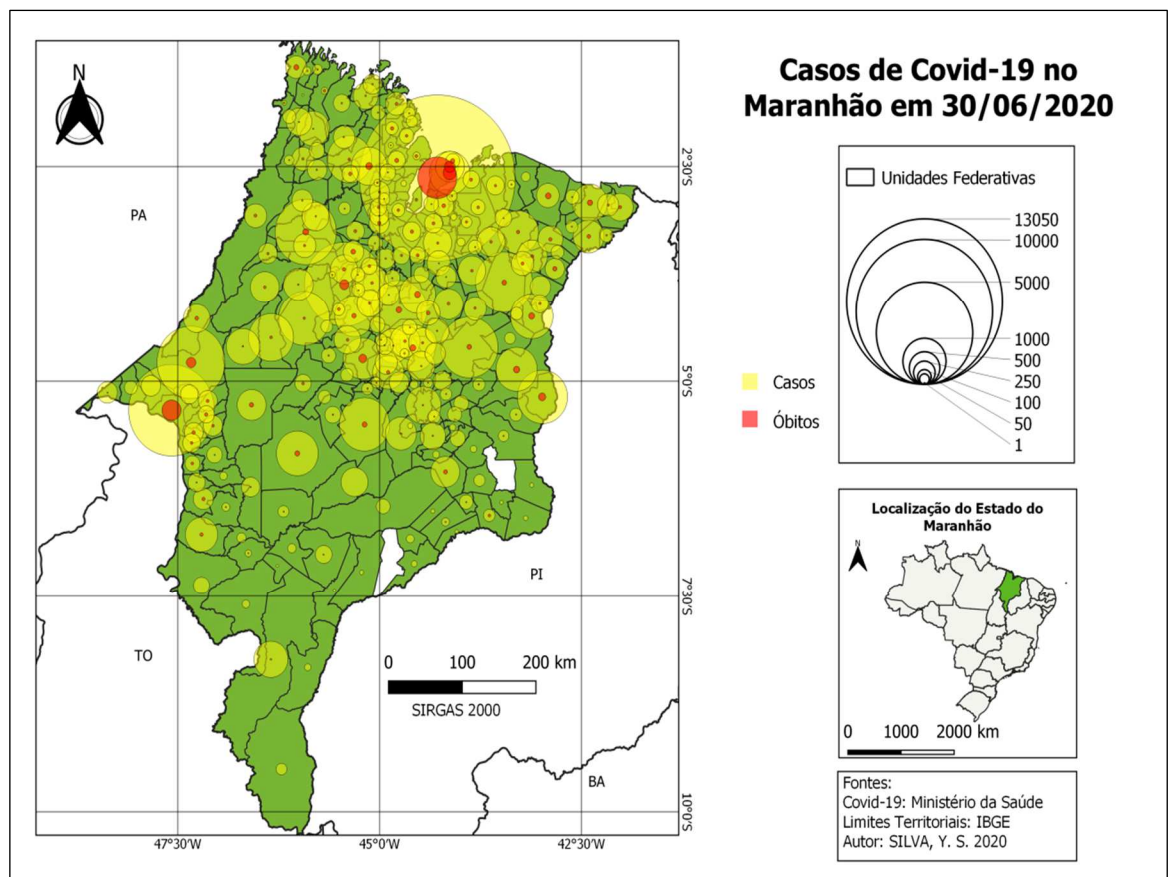 Casos de Covid-19 no
Maranhão em 30/06/2020
N
PA
TO
PI
BA
2°30'S
5°0'S
7°30'S
10°0'S
47°30'W
45°0'W
42°30'W
0 100 200 km
SIRGAS 2000
Casos
Óbitos
Unidades Federativas
13050
10000
5000
1000
500
250
100
50
1
Localização do Estado do
Maranhão
N
0 1000 2000 km
Fontes:
Covid-19: Ministério da Saúde
Limites Territoriais: IBGE
Autor: SILVA, Y. S. 2020